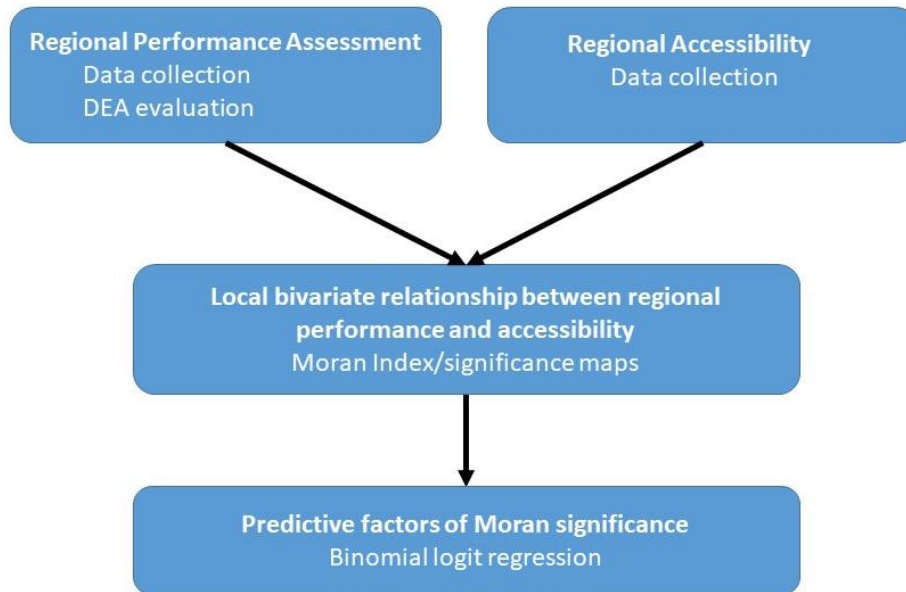 Regional Performance Assessment
Data collection
DEA evaluation
Regional Accessibility
Data collection
Local bivariate relationship between regional
performance and accessibility
Moran Index/significance maps
Predictive factors of Moran significance
Binomial logit regression